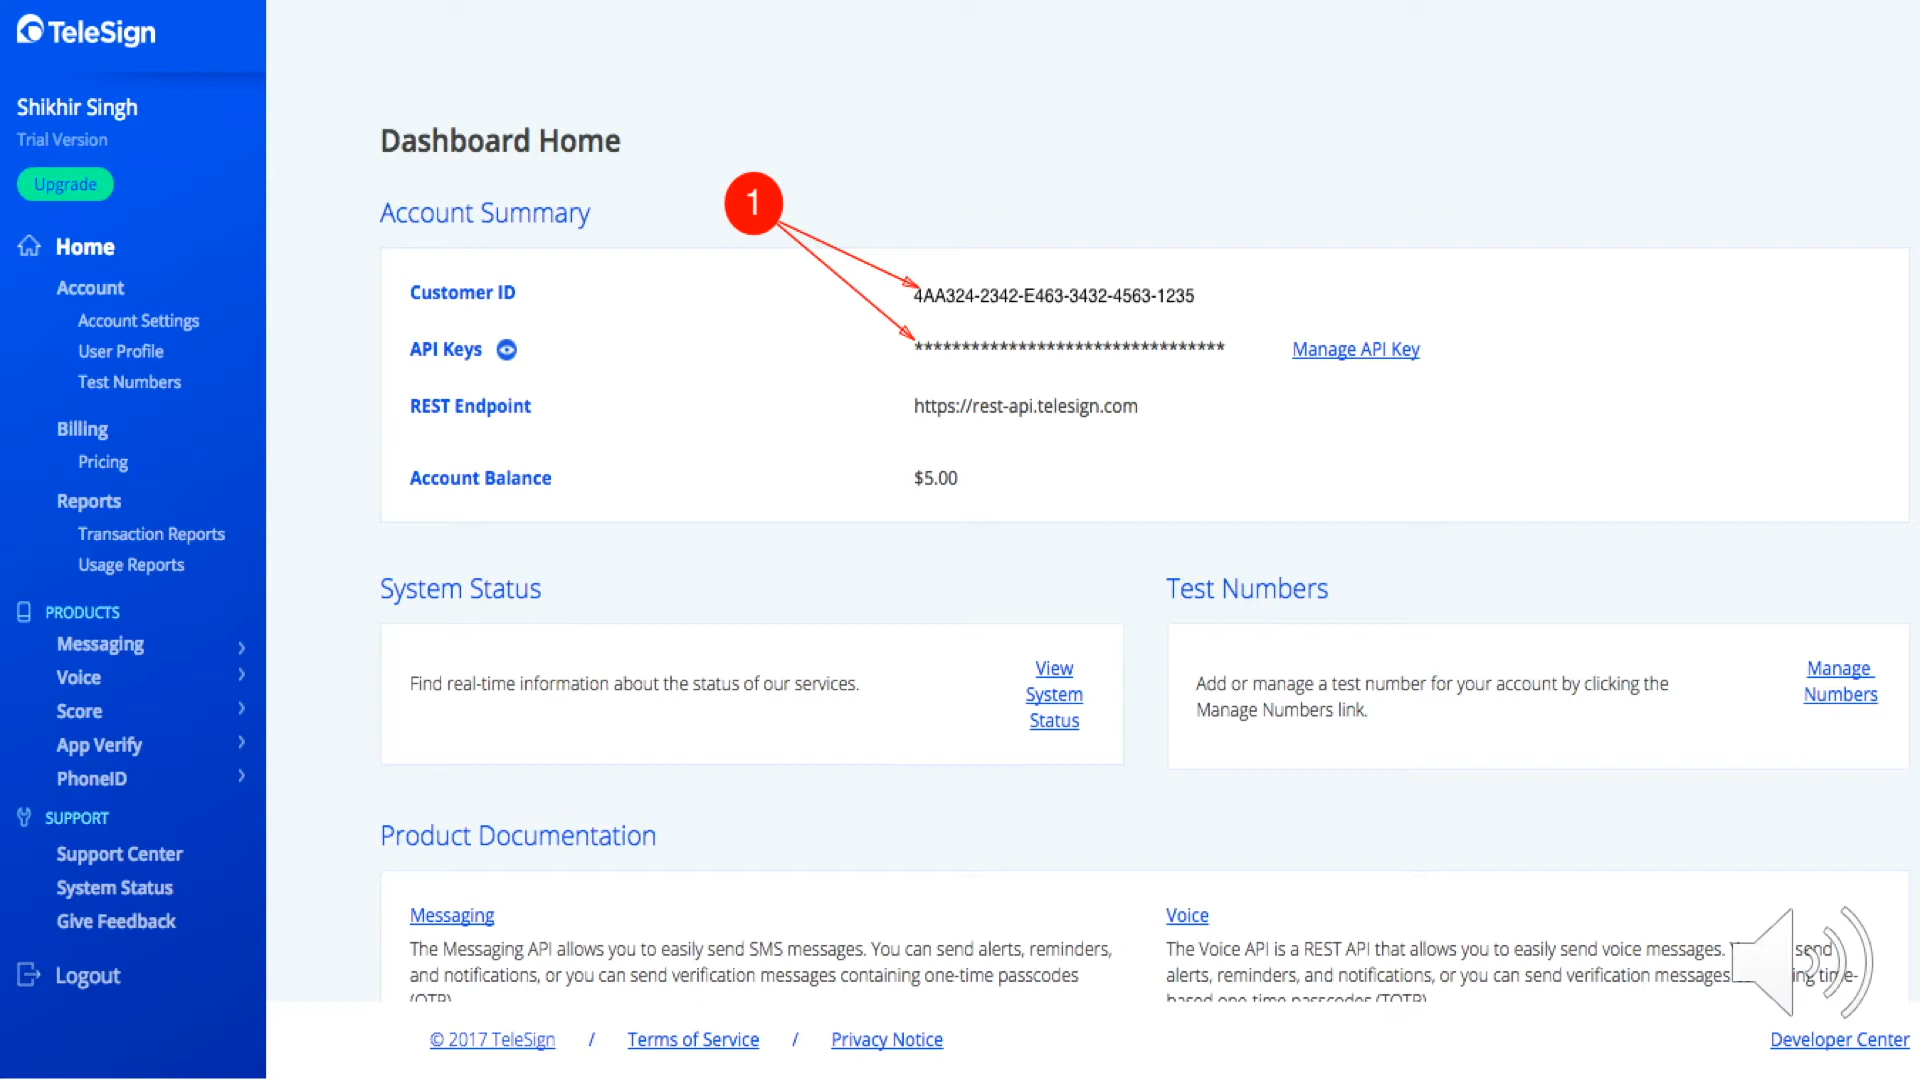 TeleSign
Shikhir Singh
Trial Version
Upgrade
Home
Account
Account Settings
User Profile
Test Numbers
Billing
Pricing
Reports
Transaction Reports
Usage Reports
PRODUCTS
Messaging
Voice
Score
App Verify
PhoneID
SUPPORT
Support Center
System Status
Give Feedback
Logout
Dashboard Home
1
Account Summary
Customer ID 4AA324-2342-E463-3432-4563-1235
API Keys ********************************* Manage API Key
REST Endpoint https://rest-api.telesign.com
Account Balance $5.00
System Status
Find real-time information about the status of our services.
View
System
Status
Test Numbers
Add or manage a test number for your account by clicking the
Manage Numbers link.
Manage
Numbers
Product Documentation
Messaging
The Messaging API allows you to easily send SMS messages. You can send alerts, reminders,
and notifications, or you can send verification messages containing one-time passcodes
(OTP)
Voice
The Voice API is a REST API that allows you to easily send voice messages. send
alerts, reminders, and notifications, or you can send verification messages time-
based one-time passcodes (TOTP)
© 2017 TeleSign / Terms of Service / Privacy Notice
Developer Center